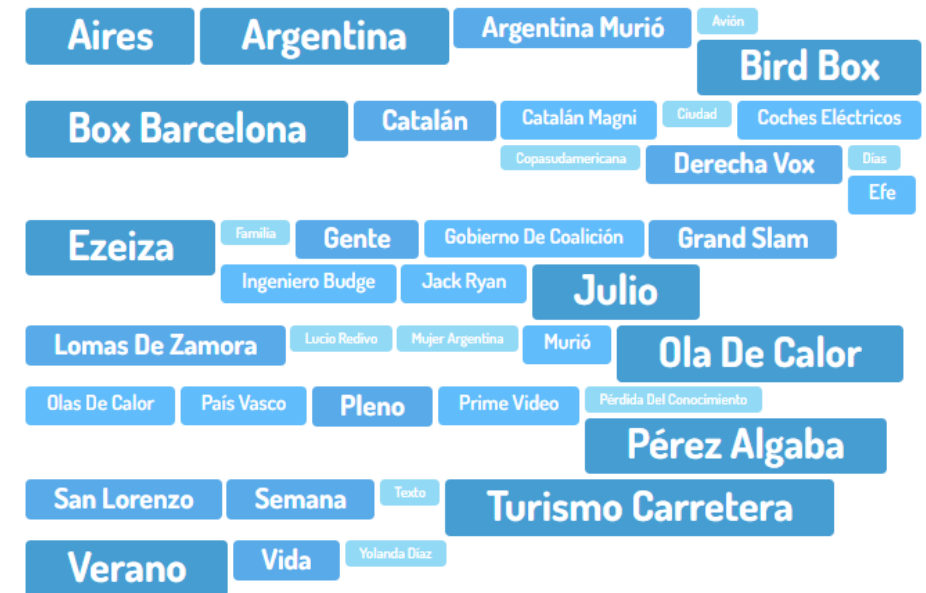 Aires Argentina Argentina Murió Avión
Bird Box
Box Barcelona Catalán Catalán Magni Ciudad Coches Eléctricos
Copasudamericana Derecha Vox Días
Efe
Ezeiza Familia Gente Gobierno De Coalición Grand Slam
Ingeniero Budge Jack Ryan Julio
Lomas De Zamora Lucio Redivo Mujer Argentina Murió Ola De Calor
Olas De Calor País Vasco Pleno Prime Video Pérdida Del Conocimiento
Pérez Algaba
San Lorenzo Semana Texto Turismo Carretera
Verano Vida Yolanda Díaz